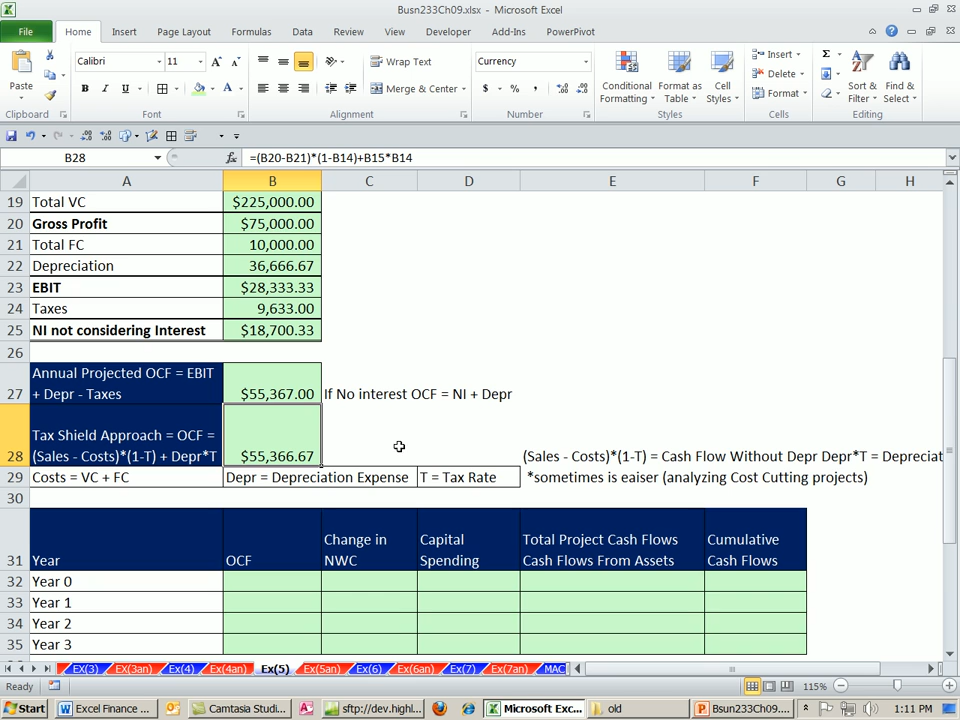 Busn233Ch09.xlsx - Microsoft Excel
File Home Insert Page Layout Formulas Data Review View Developer Add-Ins PowerPivot
Paste Calibri 11 Wrap Text Currency Conditional Formatting Format as Table Cell Styles Insert Sort & Filter Find & Select
B I U Merge & Center $ % , Delete Format
Clipboard Font Alignment Number Styles Cells Editing
B28 fx =(B20-B21)*(1-B14)+B15*B14
A B C D E F G H
19 Total VC $225,000.00
20 Gross Profit $75,000.00
21 Total FC 10,000.00
22 Depreciation 36,666.67
23 EBIT $28,333.33
24 Taxes 9,633.00
25 NI not considering Interest $18,700.33
26
Annual Projected OCF = EBIT
27 + Depr - Taxes $55,367.00 If No interest OCF = NI + Depr
Tax Shield Approach = OCF =
28 (Sales - Costs)*(1-T) + Depr*T $55,366.67 (Sales - Costs)*(1-T) = Cash Flow Without Depr Depr*T = Depreciat
29 Costs = VC + FC Depr = Depreciation Expense T = Tax Rate *sometimes is eaiser (analyzing Cost Cutting projects)
30
Change in Capital Total Project Cash Flows Cumulative
31 Year OCF NWC Spending Cash Flows From Assets Cash Flows
32 Year 0
33 Year 1
34 Year 2
35 Year 3
Ex(3) Ex(3an) Ex(4) Ex(4an) Ex(5) Ex(5an) Ex(6) Ex(6an) Ex(7) Ex(7an) MAC
Ready 115%
Start Excel Finance ... Camtasia Studi... sftp://dev.highl... Microsoft Exc... old Busn233Ch09.... 1:11 PM